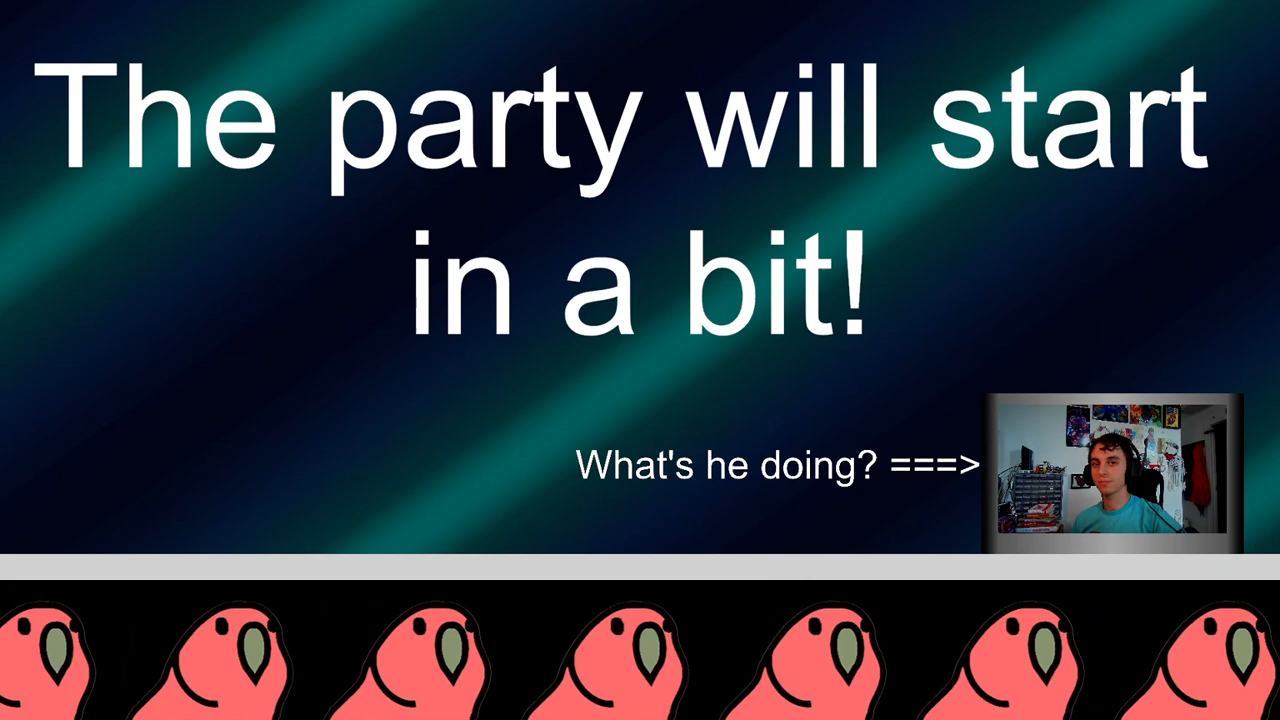 The party will start
in a bit!
What's he doing? ===>